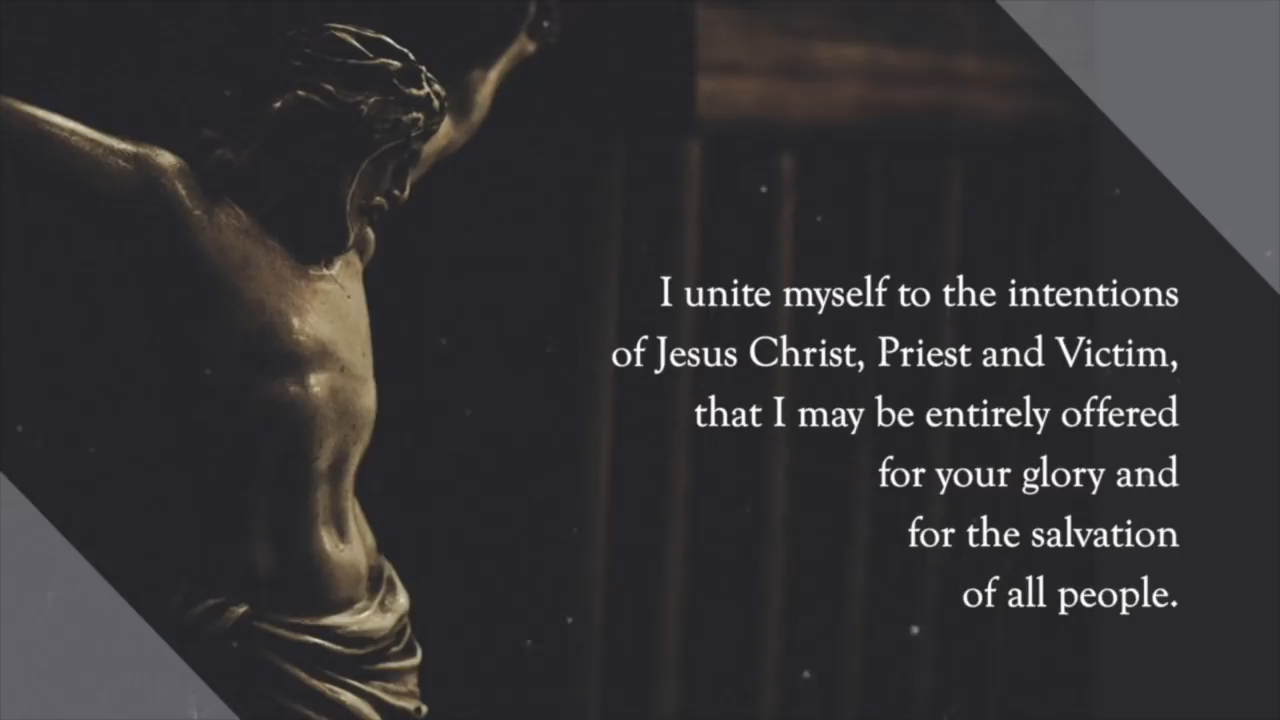 I unite myself to the intentions
of Jesus Christ, Priest and Victim,
that I may be entirely offered
for your glory and
for the salvation
of all people.